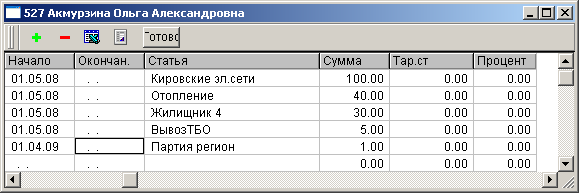 527 Акмурзина Ольга Александровна
Готово
Начало Окончан. Статья Сумма Тар.ст Процент
01.05.08 . . Кировские эл.сети 100.00 0.00 0.00
01.05.08 . . Отопление 40.00 0.00 0.00
01.05.08 . . Жилищник 4 30.00 0.00 0.00
01.05.08 . . ВывозТБО 5.00 0.00 0.00
01.04.09 . . Партия регион 1.00 0.00 0.00
. . . . 0.00 0.00 0.00